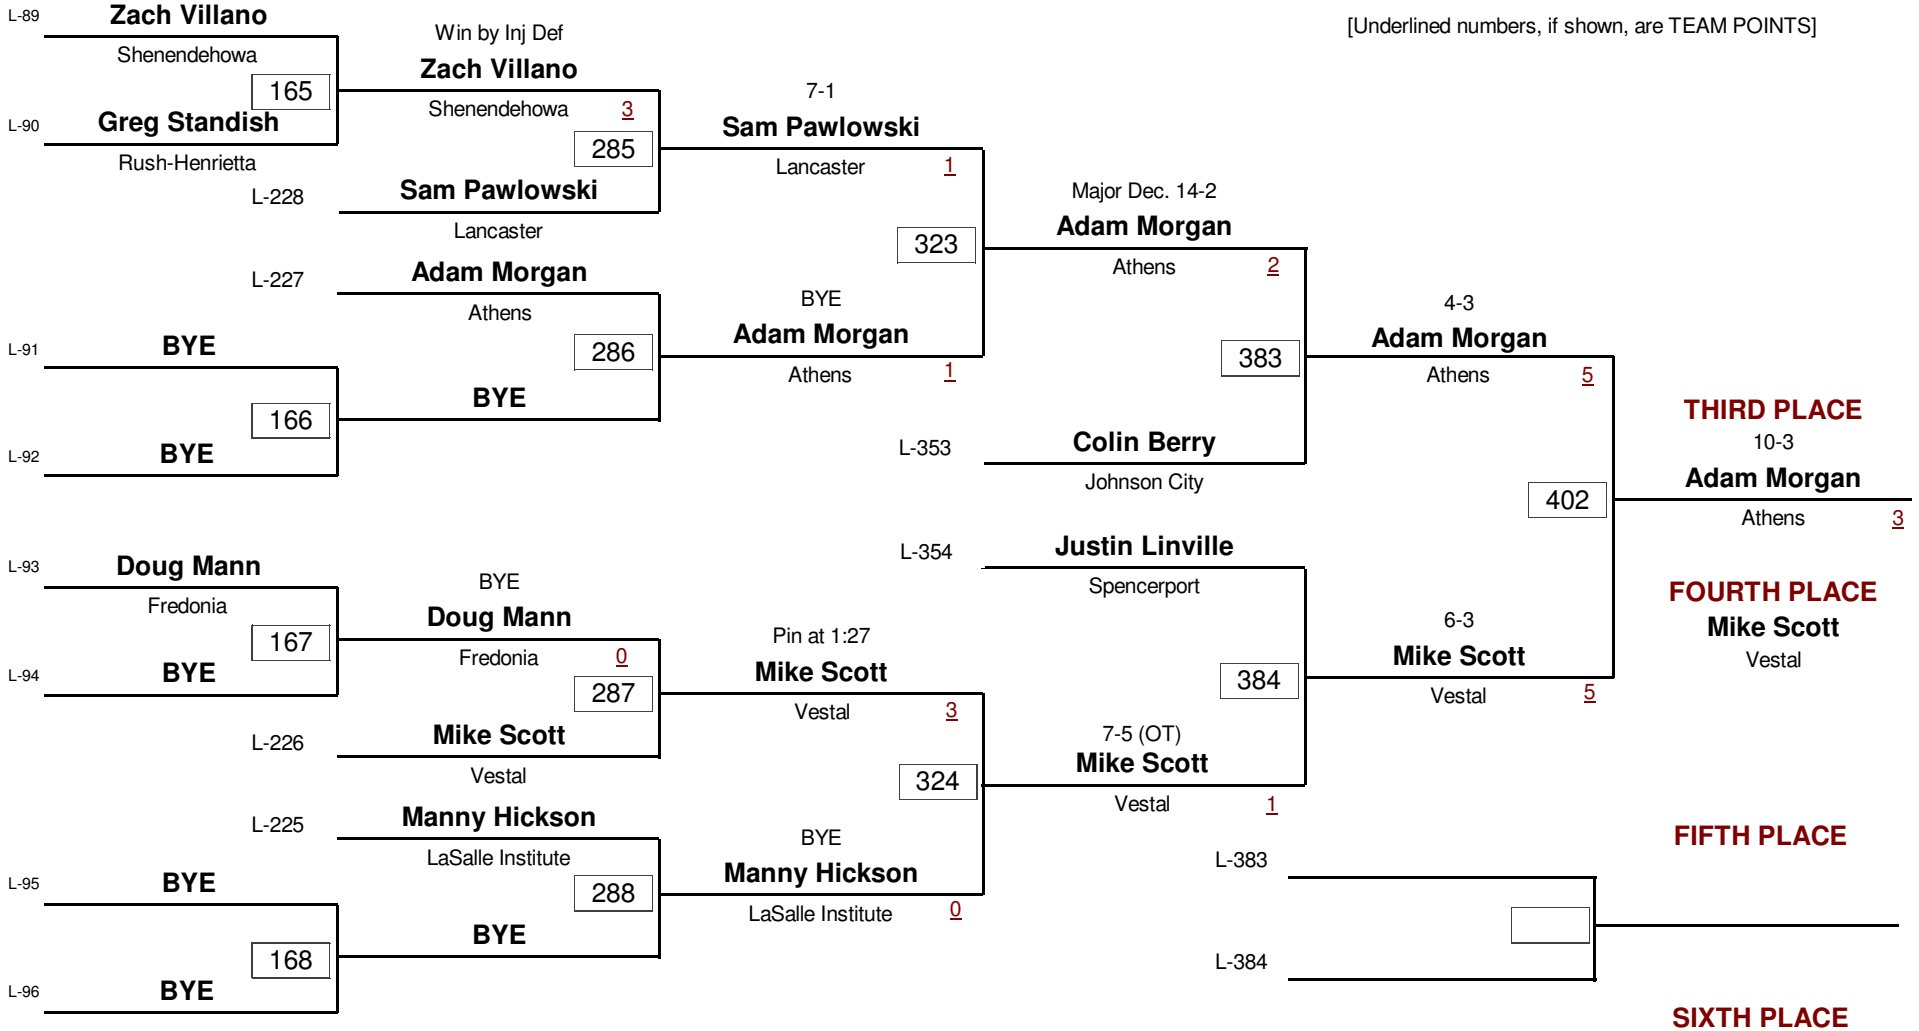 [Underlined numbers, if shown, are TEAM POINTS]
L-89
Zach Villano
Shenendehowa
165
L-90
Greg Standish
Rush-Henrietta
Win by Inj Def
Zach Villano
Shenendehowa
3
285
L-228
Sam Pawlowski
Lancaster
7-1
Sam Pawlowski
Lancaster
1
L-227
Adam Morgan
Athens
286
L-91
BYE
166
L-92
BYE
BYE
BYE
Adam Morgan
Athens
1
323
Major Dec. 14-2
Adam Morgan
Athens
2
383
L-353
Colin Berry
Johnson City
4-3
Adam Morgan
Athens
5
402
THIRD PLACE
10-3
Adam Morgan
Athens
3
FOURTH PLACE
Mike Scott
Vestal
L-93
Doug Mann
Fredonia
167
L-94
BYE
BYE
Doug Mann
Fredonia
0
287
L-226
Mike Scott
Vestal
Pin at 1:27
Mike Scott
Vestal
3
324
L-225
Manny Hickson
LaSalle Institute
288
L-95
BYE
168
L-96
BYE
BYE
BYE
Manny Hickson
LaSalle Institute
0
L-354
Justin Linville
Spencerport
384
7-5 (OT)
Mike Scott
Vestal
1
6-3
Mike Scott
Vestal
5
FIFTH PLACE
L-383
L-384
SIXTH PLACE